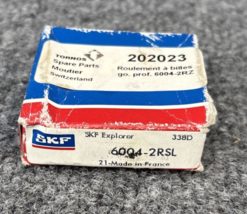 TORNOS
Spare Parts
Moutier
Switzerland
202023
Roulement à billes
go. prof. 6004-2RZ
SKF
SKF Explorer
338D
6004-2RSL
21-Made in France